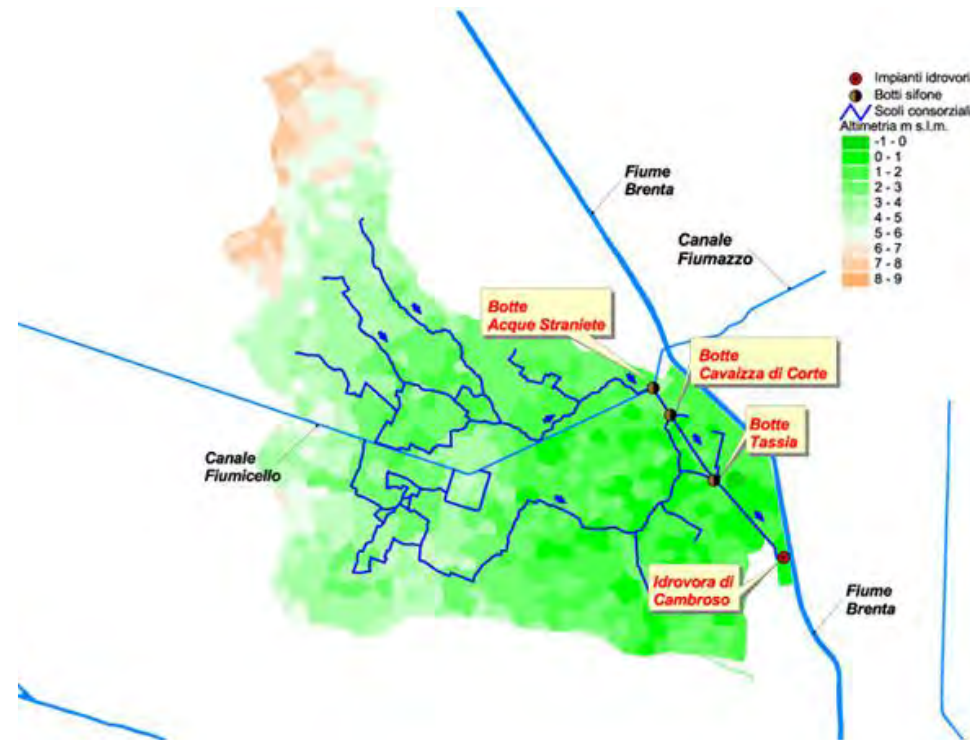 Impianti idrovori
Botti sifone
Scoli consorziali
Altimetria m s.l.m.
-1 - 0
0 - 1
1 - 2
2 - 3
3 - 4
4 - 5
5 - 6
6 - 7
7 - 8
8 - 9
Fiume
Brenta
Canale
Fiumazzo
Botte
Acque Straniete
Botte
Cavaizza di Corte
Botte
Tassia
Canale
Fiumicello
Idrovora di
Cambroso
Fiume
Brenta